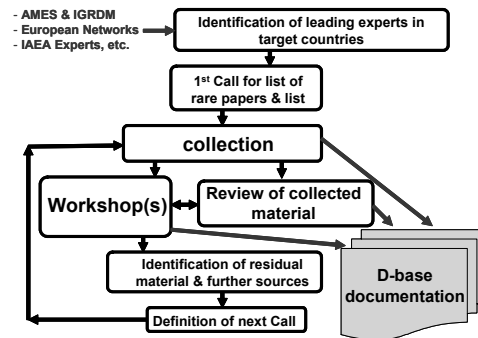 - AMES & IGRDM
- European Networks
- IAEA Experts, etc.
Identification of leading experts in
target countries
1st Call for list of
rare papers & list
collection
Workshop(s)
Review of collected
material
Identification of residual
material & further sources
Definition of next Call
D-base
documentation